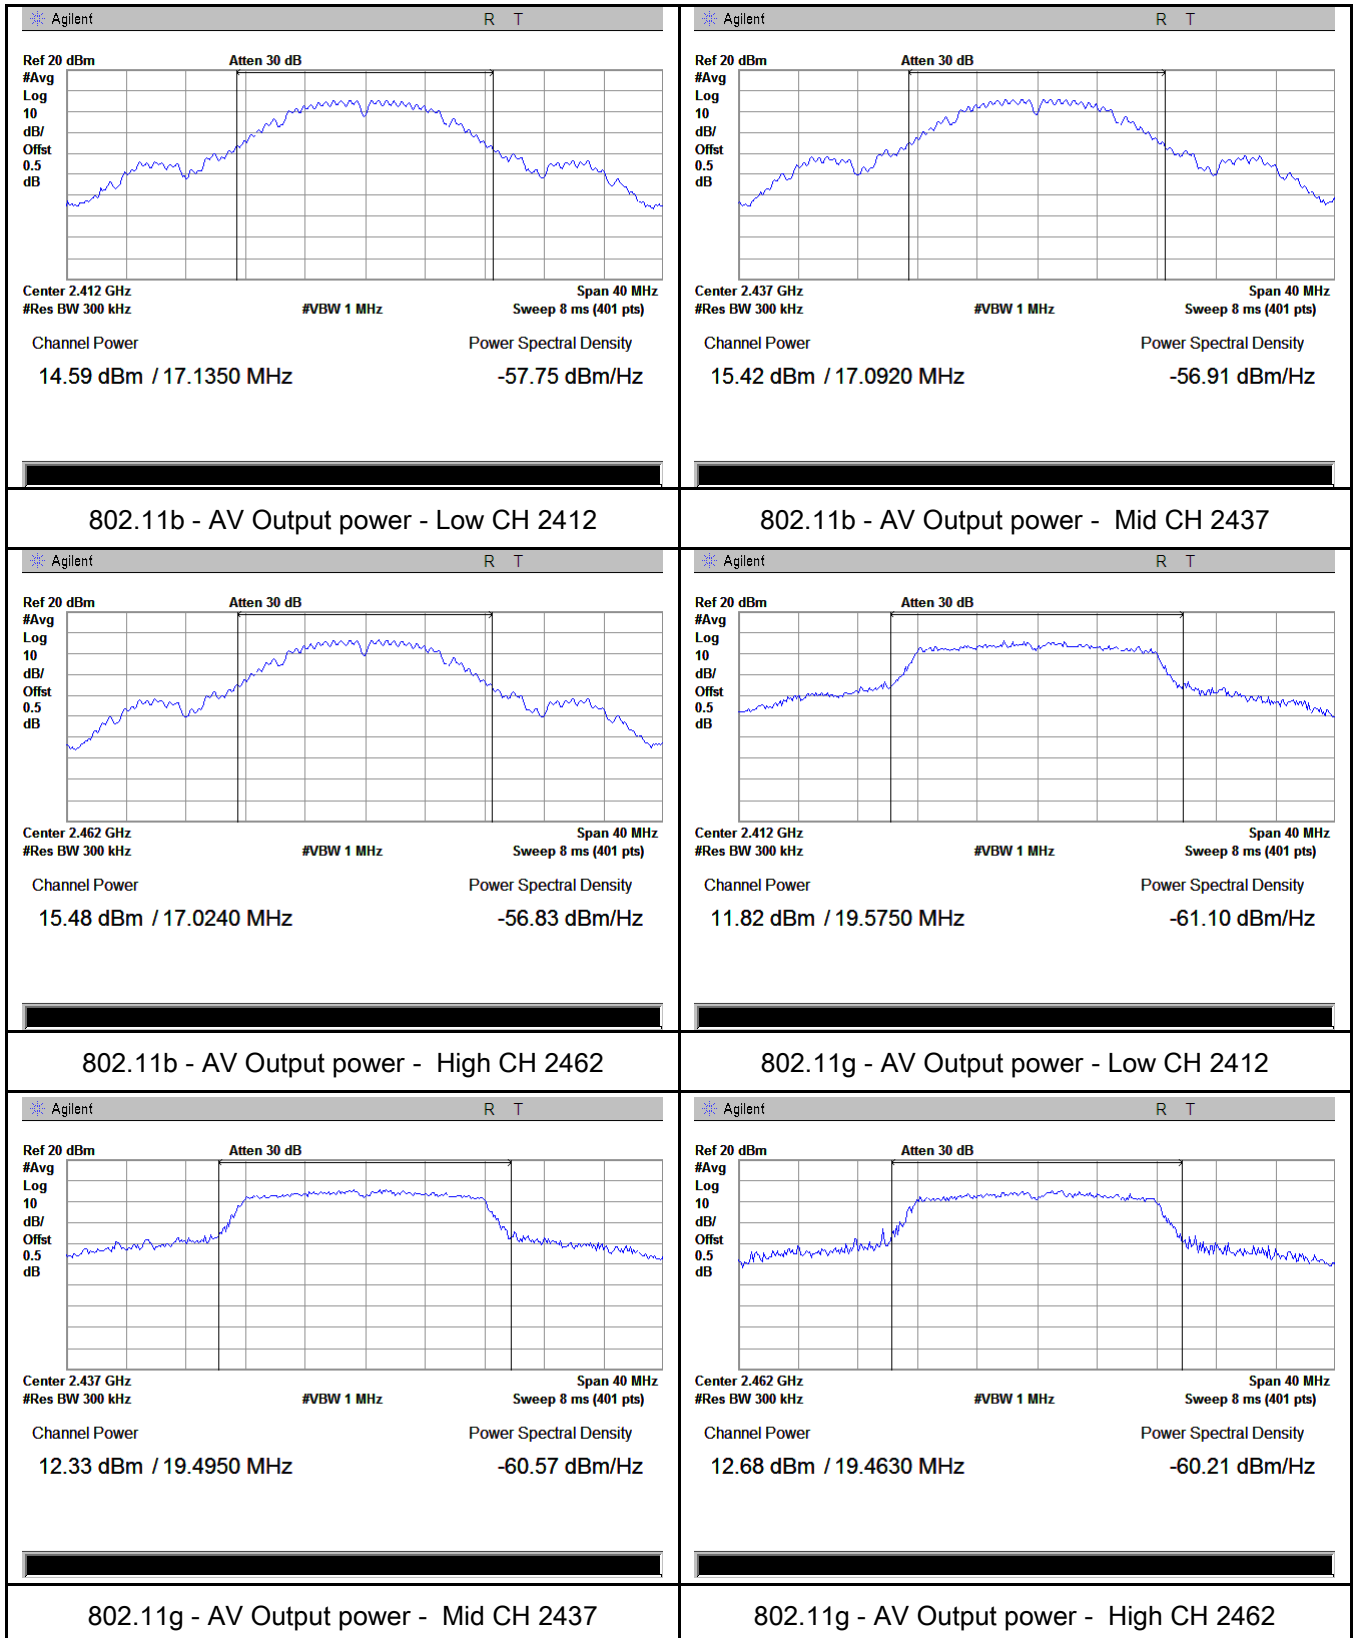 Agilent R T
Ref 20 dBm Atten 30 dB
#Avg
Log
10
dB/
Offst
0.5
dB
Center 2.412 GHz Span 40 MHz
#Res BW 300 kHz #VBW 1 MHz Sweep 8 ms (401 pts)
Channel Power Power Spectral Density
14.59 dBm / 17.1350 MHz -57.75 dBm/Hz
802.11b - AV Output power - Low CH 2412
Agilent R T
Ref 20 dBm Atten 30 dB
#Avg
Log
10
dB/
Offst
0.5
dB
Center 2.437 GHz Span 40 MHz
#Res BW 300 kHz #VBW 1 MHz Sweep 8 ms (401 pts)
Channel Power Power Spectral Density
15.42 dBm / 17.0920 MHz -56.91 dBm/Hz
802.11b - AV Output power - Mid CH 2437
Agilent R T
Ref 20 dBm Atten 30 dB
#Avg
Log
10
dB/
Offst
0.5
dB
Center 2.462 GHz Span 40 MHz
#Res BW 300 kHz #VBW 1 MHz Sweep 8 ms (401 pts)
Channel Power Power Spectral Density
15.48 dBm / 17.0240 MHz -56.83 dBm/Hz
802.11b - AV Output power - High CH 2462
Agilent R T
Ref 20 dBm Atten 30 dB
#Avg
Log
10
dB/
Offst
0.5
dB
Center 2.412 GHz Span 40 MHz
#Res BW 300 kHz #VBW 1 MHz Sweep 8 ms (401 pts)
Channel Power Power Spectral Density
11.82 dBm / 19.5750 MHz -61.10 dBm/Hz
802.11g - AV Output power - Low CH 2412
Agilent R T
Ref 20 dBm Atten 30 dB
#Avg
Log
10
dB/
Offst
0.5
dB
Center 2.437 GHz Span 40 MHz
#Res BW 300 kHz #VBW 1 MHz Sweep 8 ms (401 pts)
Channel Power Power Spectral Density
12.33 dBm / 19.4950 MHz -60.57 dBm/Hz
802.11g - AV Output power - Mid CH 2437
Agilent R T
Ref 20 dBm Atten 30 dB
#Avg
Log
10
dB/
Offst
0.5
dB
Center 2.462 GHz Span 40 MHz
#Res BW 300 kHz #VBW 1 MHz Sweep 8 ms (401 pts)
Channel Power Power Spectral Density
12.68 dBm / 19.4630 MHz -60.21 dBm/Hz
802.11g - AV Output power - High CH 2462